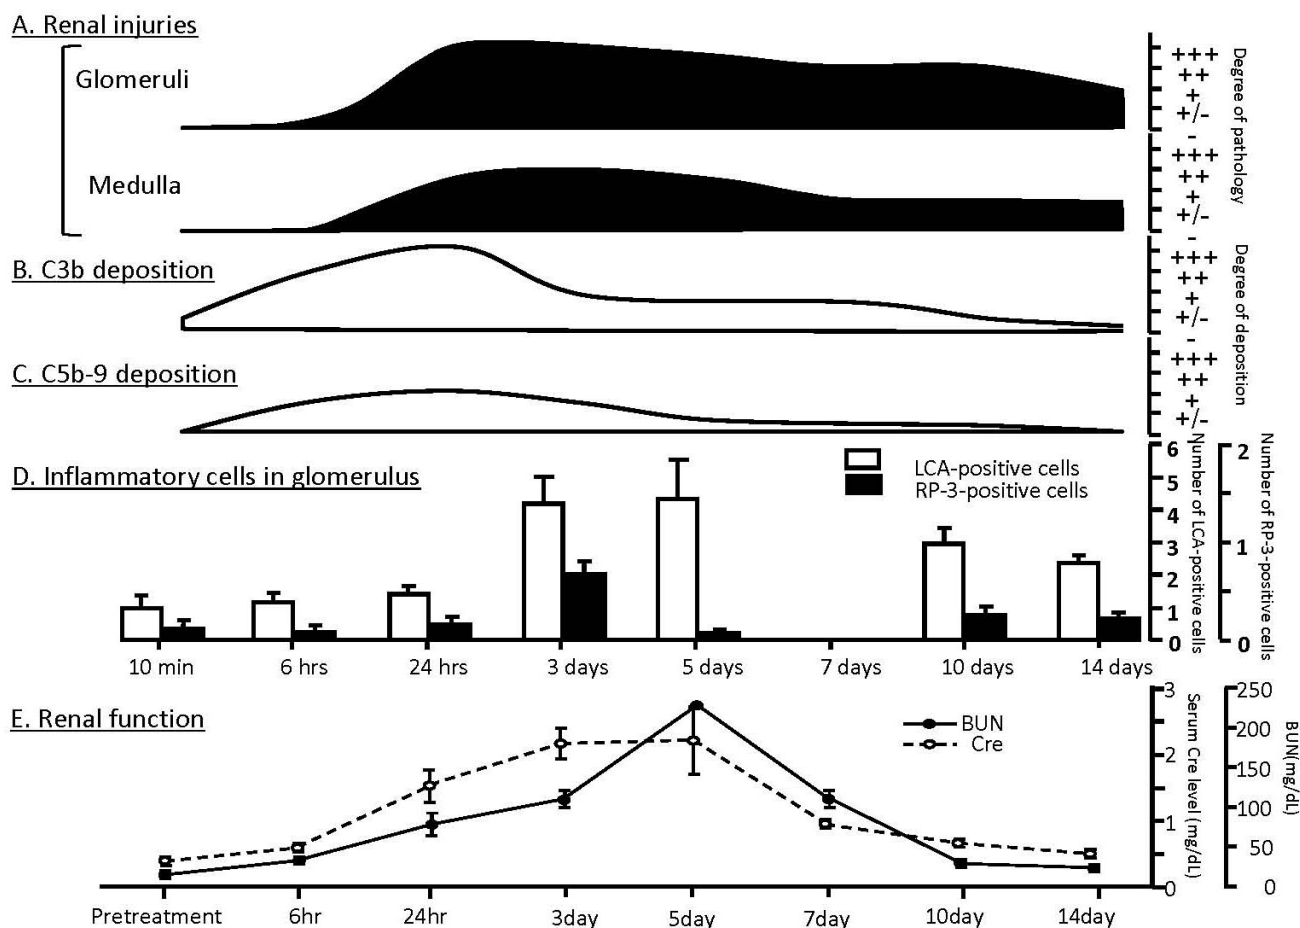 A. Renal injuries
Glomeruli
+++
++
+
+/-
-
Degree of pathology
Medulla
+++
++
+
+/-
-
B. C3b deposition
+++
++
+
+/-
-
Degree of deposition
C. C5b-9 deposition
+++
++
+
+/-
-
D. Inflammatory cells in glomerulus
LCA-positive cells
RP-3-positive cells
6
5
4
3
2
1
0
Number of LCA-positive cells
2
1
0
Number of RP-3-positive cells
10 min 6 hrs 24 hrs 3 days 5 days 7 days 10 days 14 days
E. Renal function
BUN
Cre
3
2
1
0
Serum Cre level (mg/dL)
250
200
150
100
50
0
BUN(mg/dL)
Pretreatment 6hr 24hr 3day 5day 7day 10day 14day